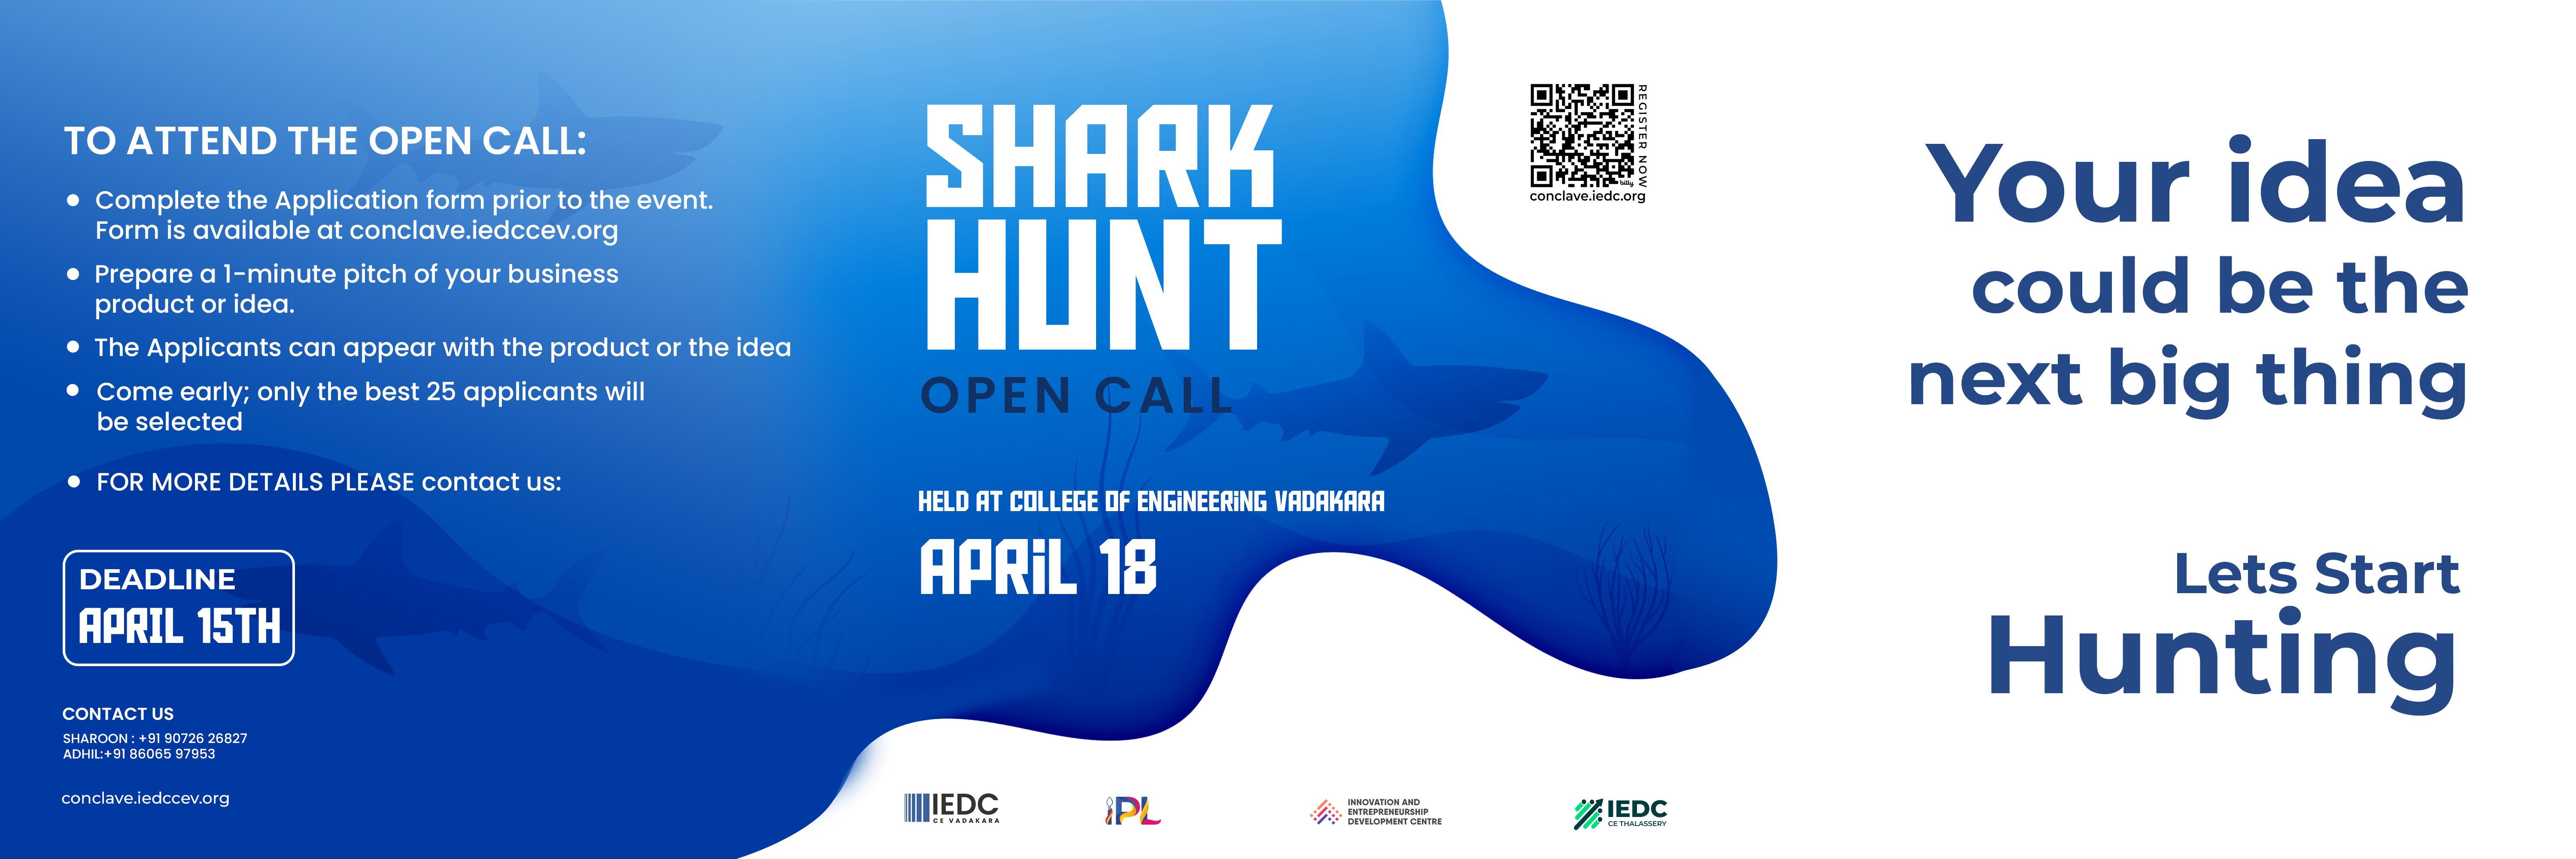 TO ATTEND THE OPEN CALL:
Complete the Application form prior to the event.
Form is available at conclave.iedccev.org
Prepare a 1-minute pitch of your business
product or idea.
The Applicants can appear with the product or the idea
Come early; only the best 25 applicants will
be selected
FOR MORE DETAILS PLEASE contact us:
DEADLINE
APRIL 15TH
CONTACT US
SHAROON : +91 90726 26827
ADHIL:+91 86065 97953
conclave.iedccev.org
SHARK
HUNT
OPEN CALL
HELD AT COLLEGE OF ENGiNEERiNG VADAKARA
APRiL 18
REGISTER NOW
bitly
conclave.iedc.org
IEDC
CE VADAKARA
iPL
INNOVATION AND
ENTREPRENEURSHIP
DEVELOPMENT CENTRE
IEDC
CE THALASSERY
Your idea
could be the
next big thing
Lets Start
Hunting